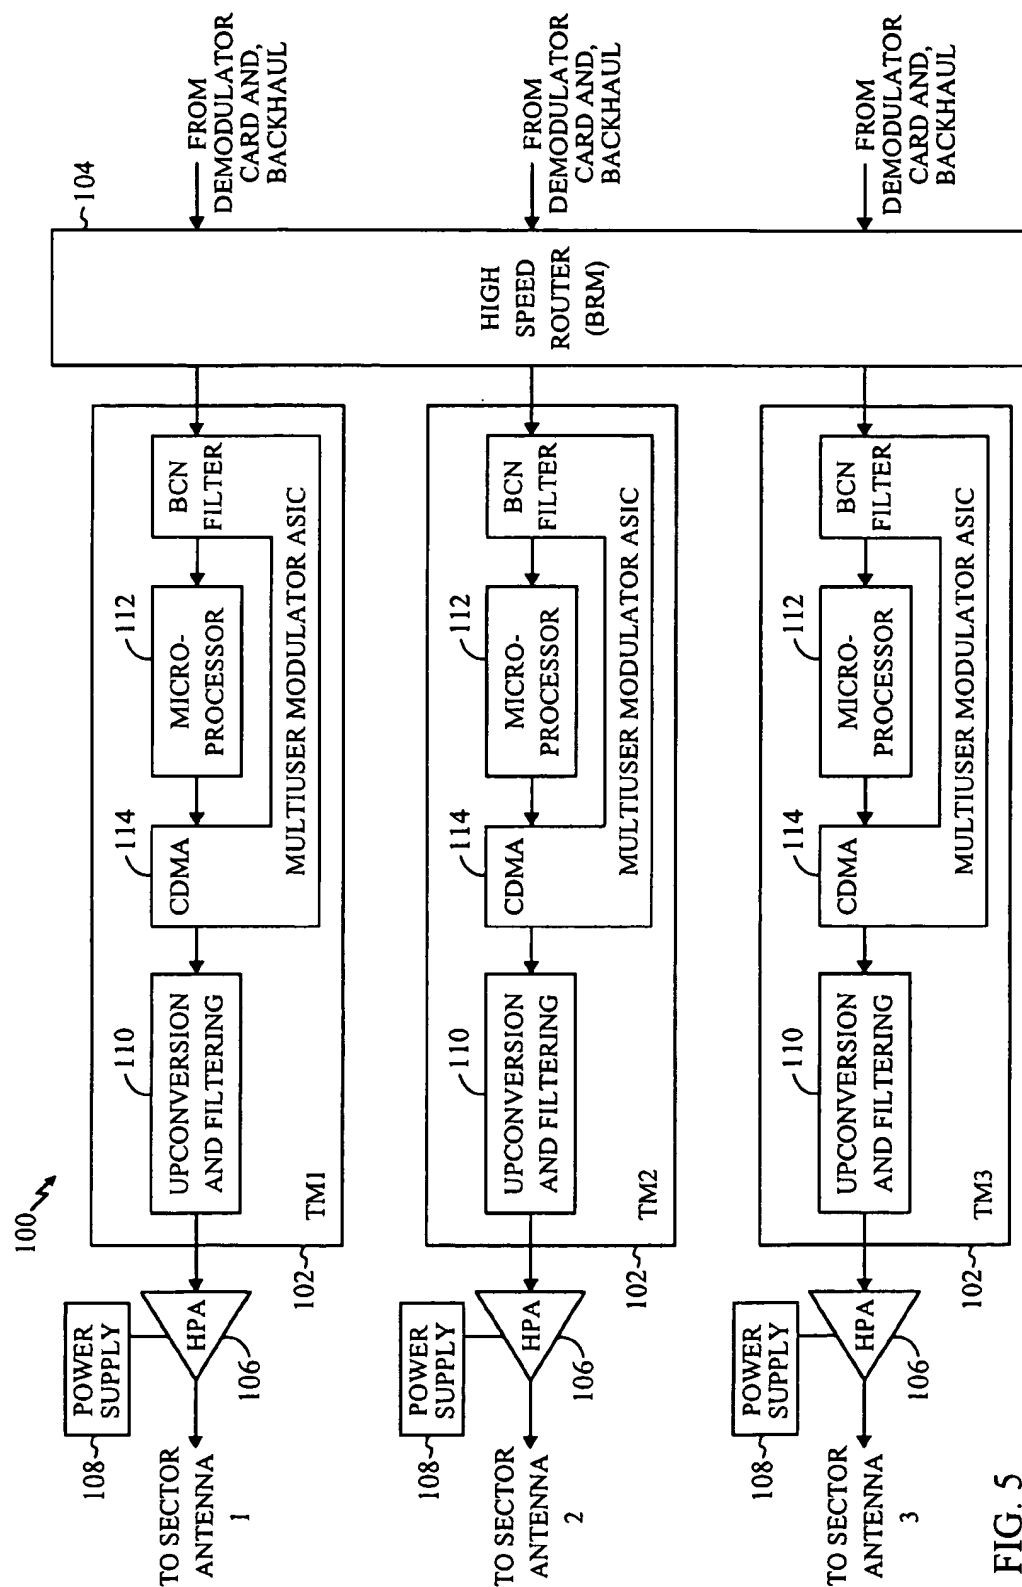 100
104
FROM
DEMODULATOR
CARD AND,
BACKHAUL
FROM
DEMODULATOR
CARD AND,
BACKHAUL
FROM
DEMODULATOR
CARD AND,
BACKHAUL
HIGH
SPEED
ROUTER
(BRM)
108
POWER
SUPPLY
TO SECTOR
ANTENNA
1
HPA
106
102
TM1
110
UPCONVERSION
AND FILTERING
114
CDMA
112
MICRO-
PROCESSOR
BCN
FILTER
MULTIUSER MODULATOR ASIC
108
POWER
SUPPLY
TO SECTOR
ANTENNA
2
HPA
106
102
TM2
110
UPCONVERSION
AND FILTERING
114
CDMA
112
MICRO-
PROCESSOR
BCN
FILTER
MULTIUSER MODULATOR ASIC
108
POWER
SUPPLY
TO SECTOR
ANTENNA
3
HPA
106
102
TM3
110
UPCONVERSION
AND FILTERING
114
CDMA
112
MICRO-
PROCESSOR
BCN
FILTER
MULTIUSER MODULATOR ASIC
FIG. 5